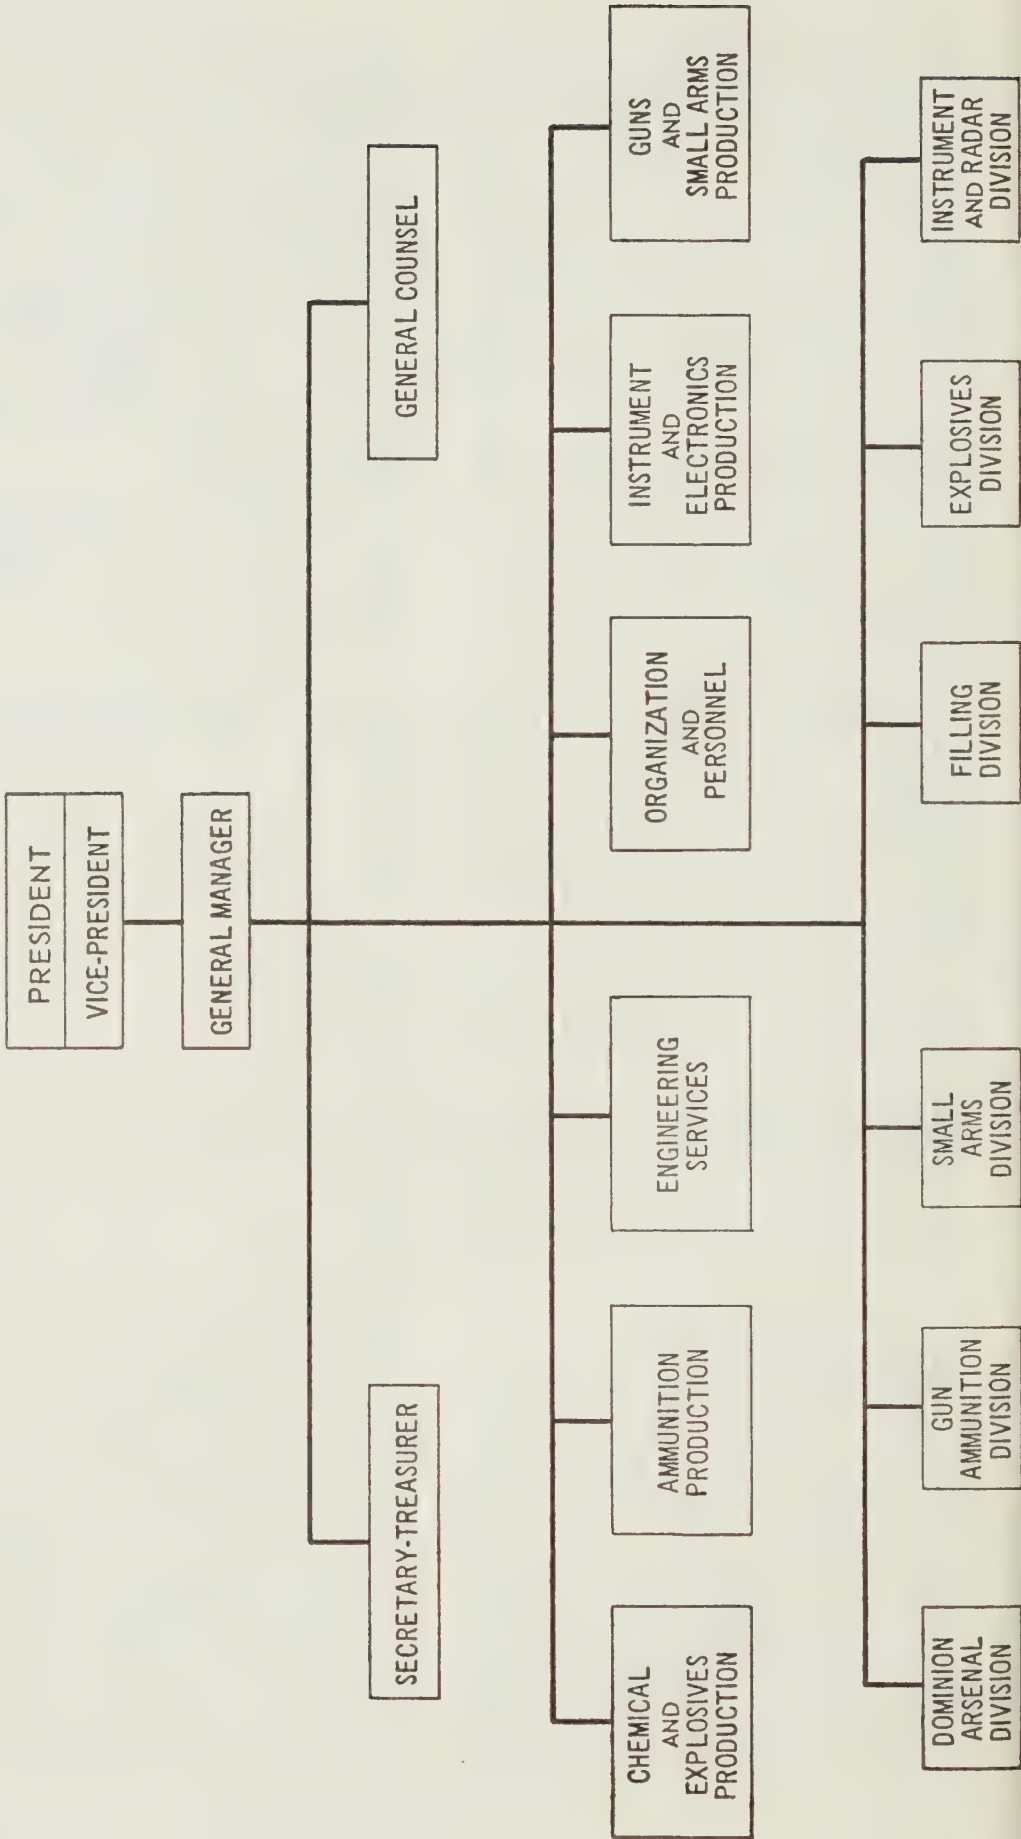 PRESIDENT
VICE-PRESIDENT
GENERAL MANAGER
SECRETARY-TREASURER
GENERAL COUNSEL
CHEMICAL
AND
EXPLOSIVES
PRODUCTION
AMMUNITION
PRODUCTION
ENGINEERING
SERVICES
ORGANIZATION
AND
PERSONNEL
INSTRUMENT
AND
ELECTRONICS
PRODUCTION
GUNS
AND
SMALL ARMS
PRODUCTION
DOMINION
ARSENAL
DIVISION
GUN
AMMUNITION
DIVISION
SMALL
ARMS
DIVISION
FILLING
DIVISION
EXPLOSIVES
DIVISION
INSTRUMENT
AND RADAR
DIVISION